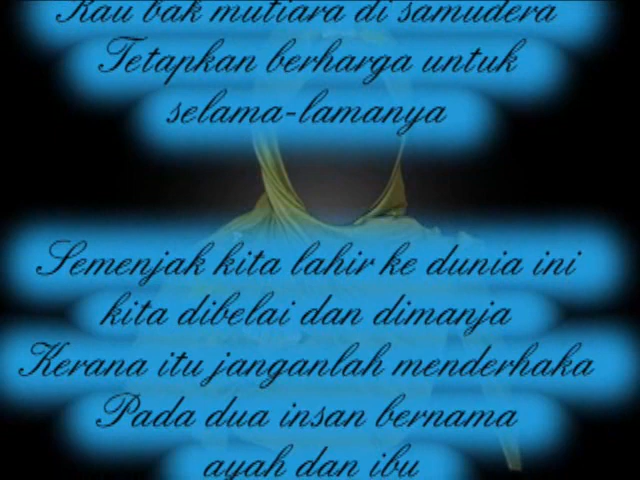 Kau bak mutiara di samudera
Tetapkan berharga untuk
selama-lamanya
Semenjak kita lahir ke dunia ini
kita dibelai dan dimanja
Kerana itu janganlah menderhaka
Pada dua insan bernama
ayah dan ibu